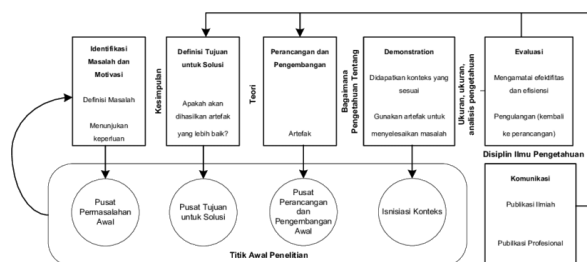 Identifikasi
Masalah dan
Motivasi
Definisi Masalah
Menunjukan
keperluan
Kesimpulan
Definisi Tujuan
untuk Solusi
Apakah akan
dihasilkan artefak
yang lebih baik?
Teori
Perancangan dan
Pengembangan
Artefak
Bagaimana
Pengetahuan Tentang
Demonstration
Didapatkan konteks yang
sesuai
Gunakan artefak untuk
menyelesaikan masalah
Ukuran, ukuran,
analisis pengetahuan
Evaluasi
Mengamatai efektifitas
dan efisiensi
Pengulangan (kembali
ke perancangan)
Disiplin Ilmu Pengetahuan
Komunikasi
Publikasi Ilmiah
Publikasi Profesional
Pusat
Permasalahan
Awal
Pusat Tujuan
untuk Solusi
Pusat
Perancangan
dan
Pengembangan
Awal
Isnisiasi Konteks
Titik Awal Penelitian